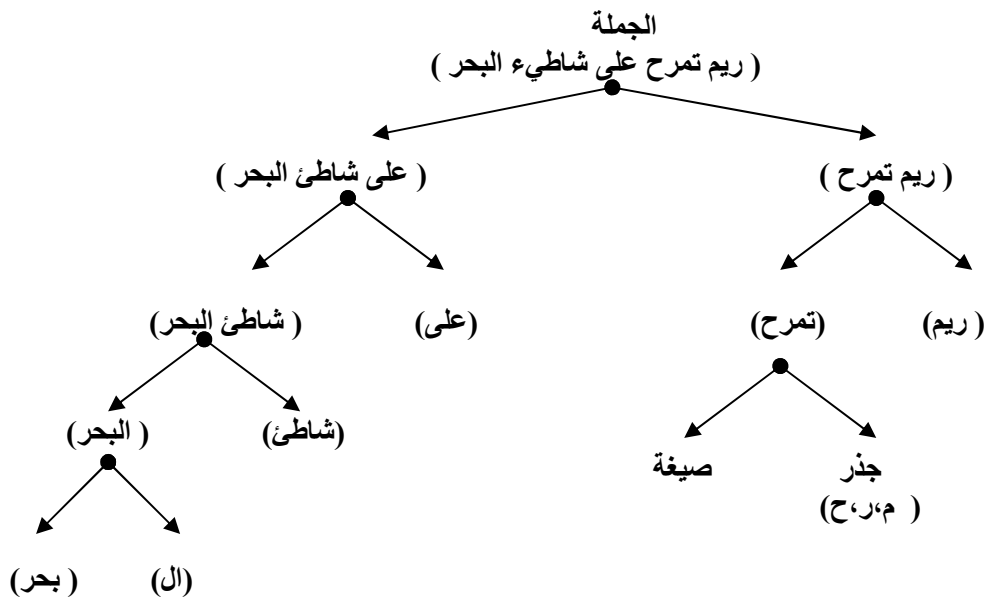 الجملة
( ريم تمرح على شاطيء البحر )
( ريم تمرح )
( على شاطئ البحر )
( ريم)
(تمرح)
(على)
( شاطئ البحر)
جذر
( م،ر،ح)
صيغة
(شاطئ)
( البحر)
(ال)
( بحر)